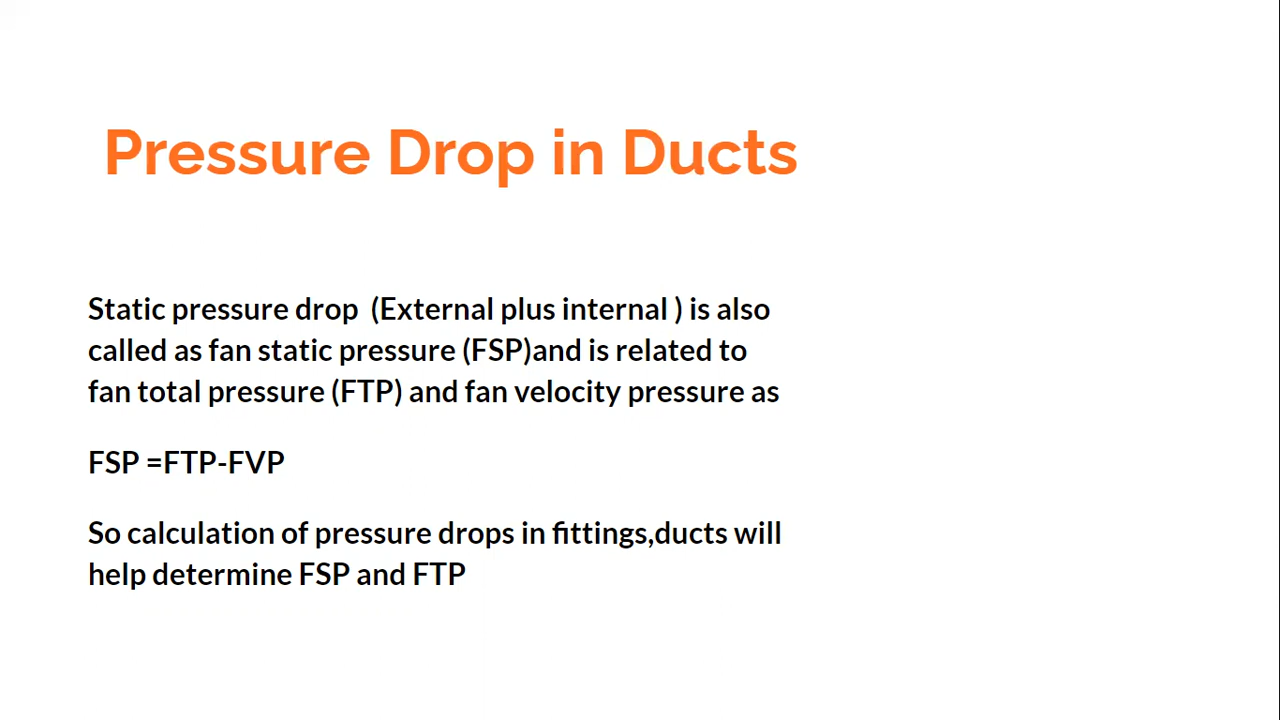 Pressure Drop in Ducts
Static pressure drop  (External plus internal ) is also
called as fan static pressure (FSP)and is related to
fan total pressure (FTP) and fan velocity pressure as
FSP =FTP-FVP
So calculation of pressure drops in fittings,ducts will
help determine FSP and FTP